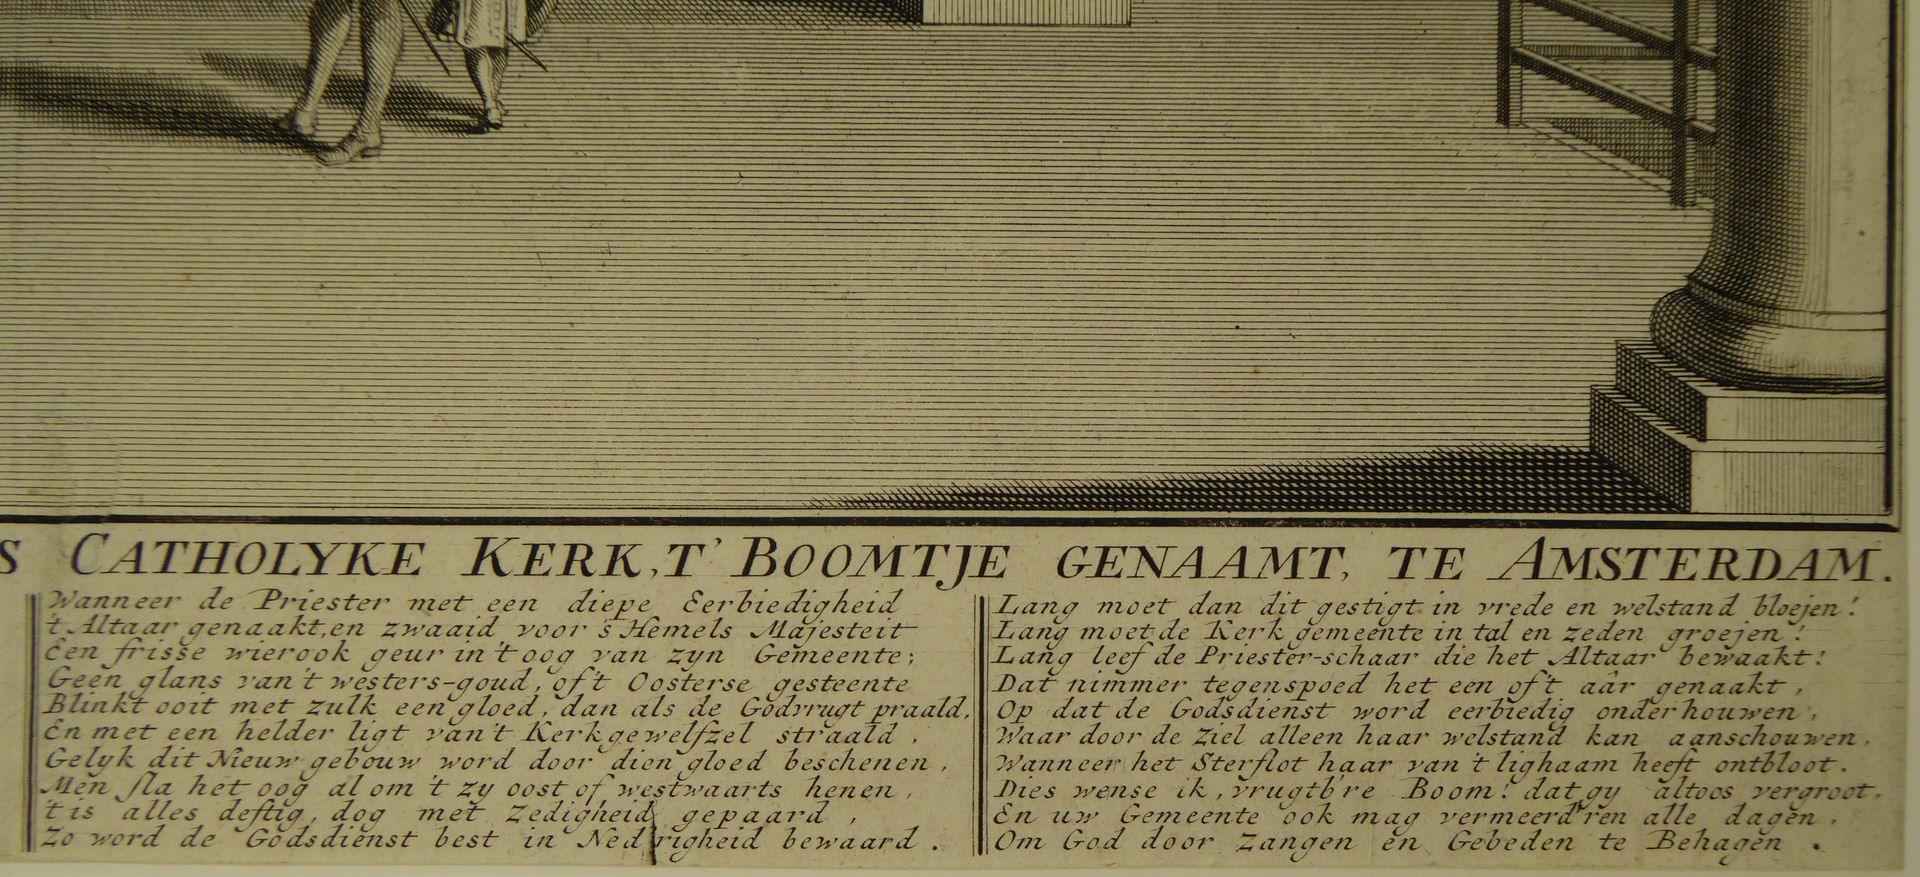 S CATHOLYKE KERK, T' BOOMTJE GENAAMT, TE AMSTERDAM.
Wanneer de Priester met een diepe Eerbiedigheid
't Altaar genaakt, en zwaaid voor 's Hemels Majesteit
Een frisse wierook geur in 't oog van zyn Gemeente;
Geen glans van 't westers-goud, of 't Oosterse gesteente
Blinkt ooit met zulk een gloed, dan als de Godvrugt praald,
En met een helder ligt van 't Kerkgewelfzel straald,
Gelyk dit Nieuw gebouw word door dien gloed beschenen,
Men sla het oog al om 't zy oost of westwaarts henen,
't is alles deftig, dog met Zedigheid gepaard,
Zo word de Godsdienst best in Nedrigheid bewaard.
Lang moet dan dit gestigt in vrede en welstand bloejen!
Lang moet de Kerk gemeente in tal en zeden groejen!
Lang leef de Priester-schaar die het Altaar bewaakt!
Dat nimmer tegenspoed het een of 't aâr genaakt,
Op dat de Godsdienst word eerbiedig onderhouwen,
Waar door de Ziel alleen haar welstand kan aanschouwen,
Wanneer het Sterflot haar van 't lighaam heeft ontbloot.
Dies wense ik, vrugtb're Boom! dat gy altoos vergroot,
En uw Gemeente ook mag vermeerd'ren alle dagen,
Om God door Zangen en Gebeden te Behagen.